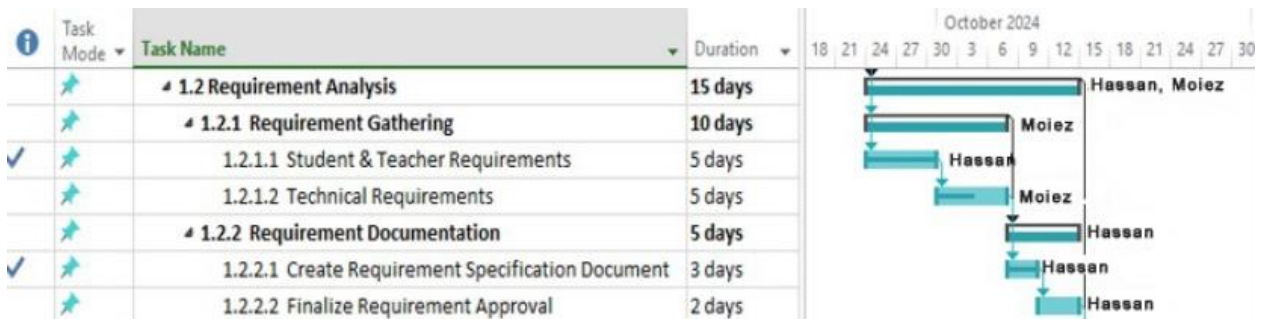 October 2024
Task Mode Task Name Duration 18 21 24 27 30 3 6 9 12 15 18 21 24 27 30
1.2 Requirement Analysis 15 days Hassan, Moiez
1.2.1 Requirement Gathering 10 days Moiez
1.2.1.1 Student & Teacher Requirements 5 days Hassan
1.2.1.2 Technical Requirements 5 days Moiez
1.2.2 Requirement Documentation 5 days Hassan
1.2.2.1 Create Requirement Specification Document 3 days Hassan
1.2.2.2 Finalize Requirement Approval 2 days Hassan